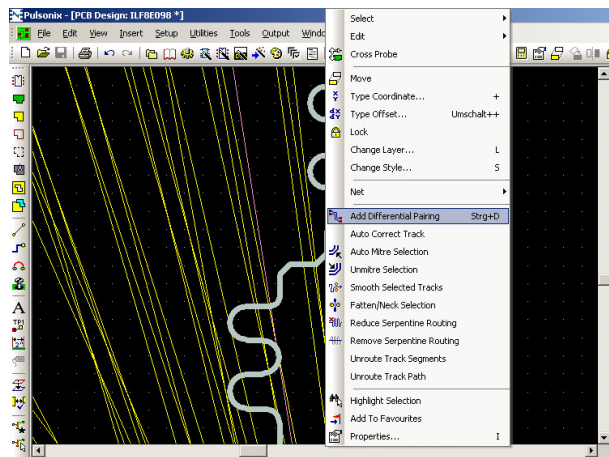 Pulsonix - [PCB Design: ILF8E098 *]
File Edit View Insert Setup Utilities Tools Output
Select
Edit
Cross Probe
Move
Type Coordinate... +
Type Offset... Umschalt++
Lock
Change Layer... L
Change Style... S
Net
Add Differential Pairing Strg+D
Auto Correct Track
Auto Mitre Selection
Unmitre Selection
Smooth Selected Tracks
Fatten/Neck Selection
Reduce Serpentine Routing
Remove Serpentine Routing
Unroute Track Segments
Unroute Track Path
Highlight Selection
Add To Favourites
Properties... I
A
TP1